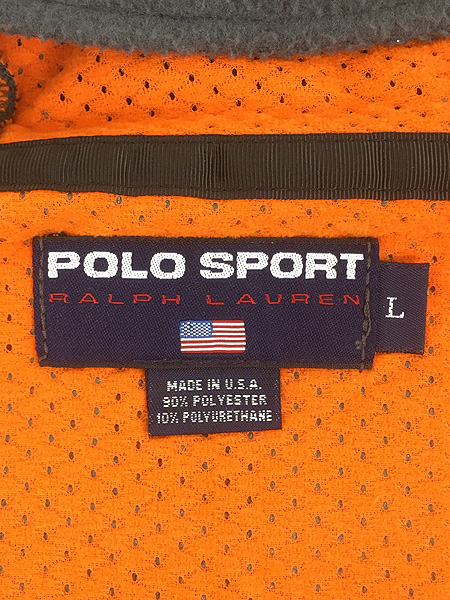 POLO SPORT
RALPH LAUREN
L
MADE IN U.S.A.
90% POLYESTER
10% POLYURETHANE